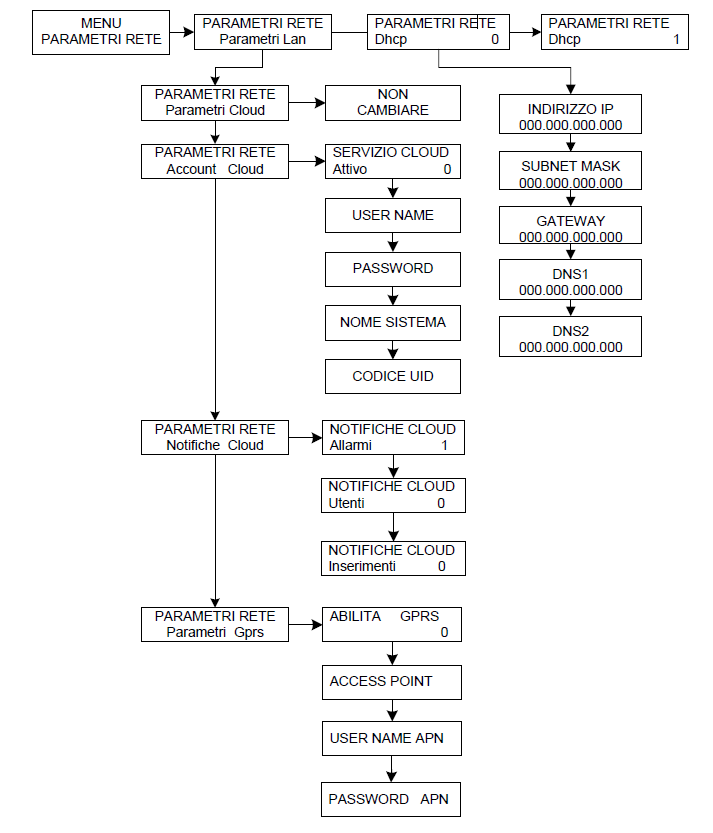 MENU
PARAMETRI RETE
PARAMETRI RETE
Parametri Lan
PARAMETRI RETE
Dhcp 0
PARAMETRI RETE
Dhcp 1
INDIRIZZO IP
000.000.000.000
SUBNET MASK
000.000.000.000
GATEWAY
000.000.000.000
DNS1
000.000.000.000
DNS2
000.000.000.000
PARAMETRI RETE
Parametri Cloud
NON
CAMBIARE
PARAMETRI RETE
Account Cloud
SERVIZIO CLOUD
Attivo 0
USER NAME
PASSWORD
NOME SISTEMA
CODICE UID
PARAMETRI RETE
Notifiche Cloud
NOTIFICHE CLOUD
Allarmi 1
NOTIFICHE CLOUD
Utenti 0
NOTIFICHE CLOUD
Inserimenti 0
PARAMETRI RETE
Parametri Gprs
ABILITA GPRS
0
ACCESS POINT
USER NAME APN
PASSWORD APN